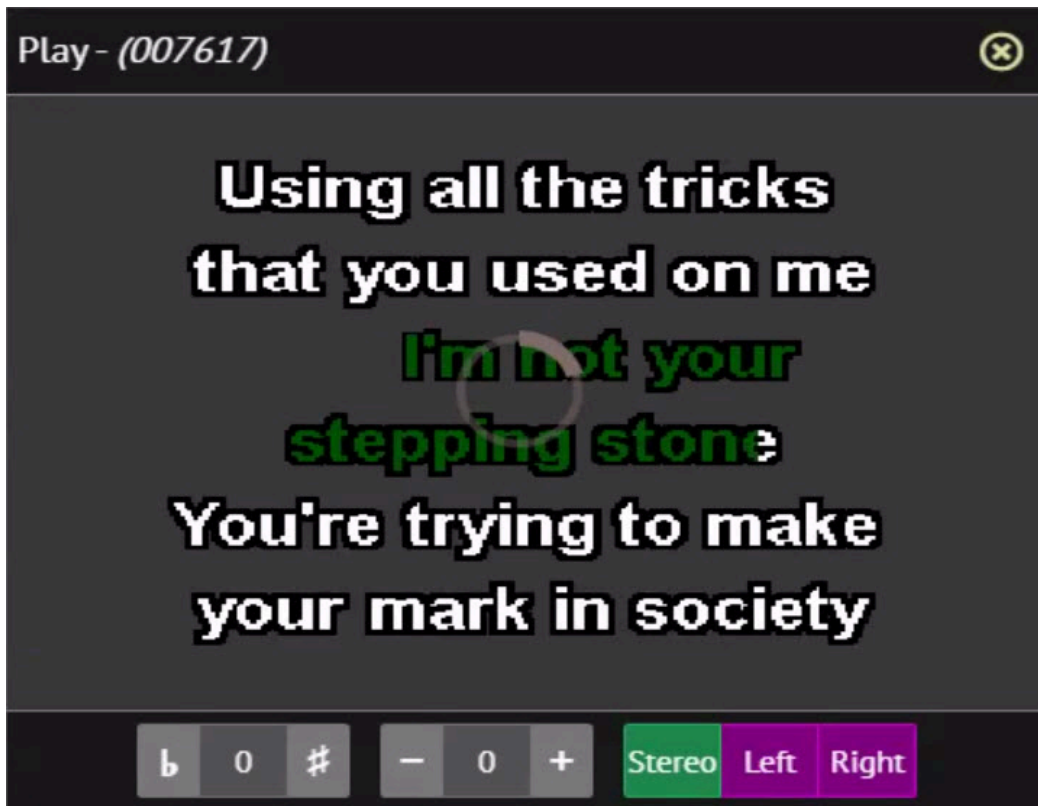 Play - (007617)
Using all the tricks
that you used on me
I'm not your
stepping stone
You're trying to make
your mark in society
♭ 0 ♯ − 0 + Stereo Left Right